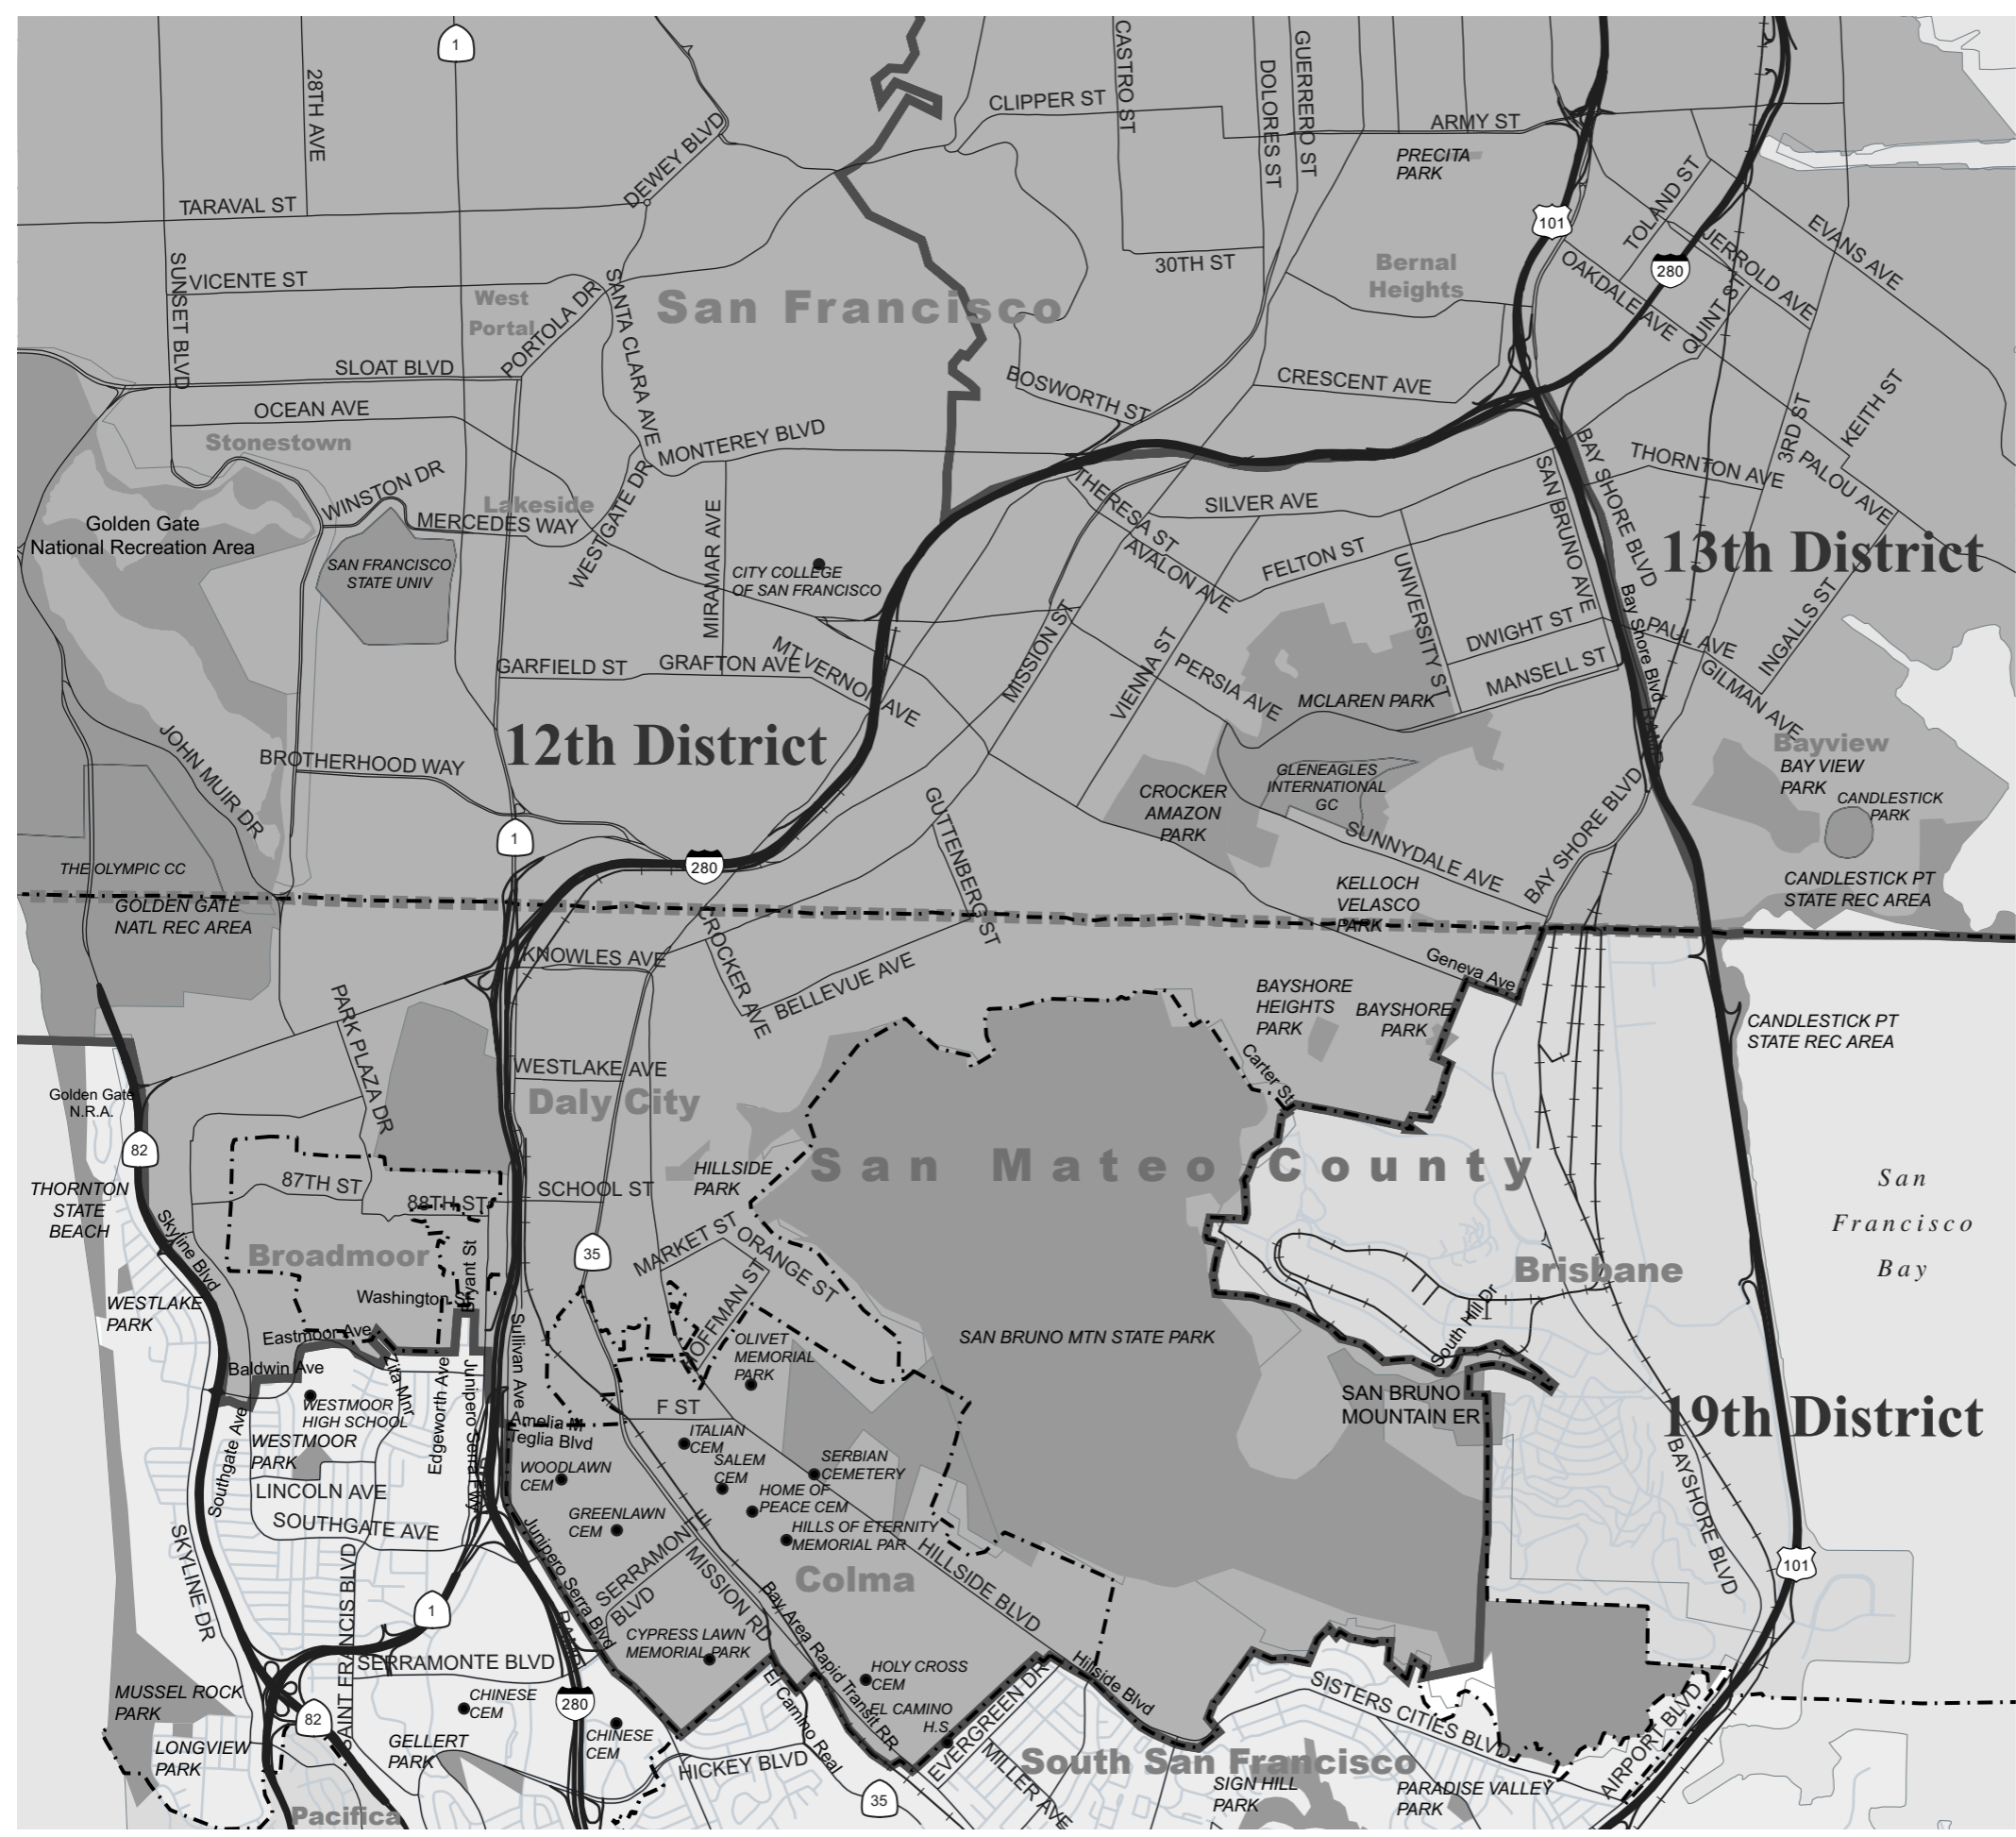 1
28TH AVE
CASTRO ST
GUERRERO ST
DOLORES ST
CLIPPER ST
ARMY ST
PRECITA
PARK
DEWEY BLVD
TARAVAL ST
101
TOLAND ST
EVANS AVE
JERROLD AVE
280
OAKDALE AVE
QUINT ST
30TH ST
Bernal
Heights
SUNSET BLVD
VICENTE ST
West
Portal
PORTOLA DR
SANTA CLARA AVE
San Francisco
SLOAT BLVD
BOSWORTH ST
CRESCENT AVE
OCEAN AVE
Stonestown
MONTEREY BLVD
3RD ST
KEITH ST
BAY SHORE BLVD
THORNTON AVE
PALOU AVE
SAN BRUNO AVE
WINSTON DR
Lakeside
MERCEDES WAY
WESTGATE DR
MIRAMAR AVE
THERESA ST
SILVER AVE
Golden Gate
National Recreation Area
SAN FRANCISCO
STATE UNIV
CITY COLLEGE
OF SAN FRANCISCO
AVALON AVE
FELTON ST
UNIVERSITY ST
13th District
Bay Shore Blvd
DWIGHT ST
PAUL AVE
INGALLS ST
MANSELL ST
GILMAN AVE
GARFIELD ST
GRAFTON AVE
MT VERNON AVE
MISSION ST
VIENNA ST
PERSIA AVE
MCLAREN PARK
RAMP
12th District
JOHN MUIR DR
BROTHERHOOD WAY
Bayview
BAY VIEW
PARK
CANDLESTICK
PARK
GLENEAGLES
INTERNATIONAL
GC
CROCKER
AMAZON
PARK
GUTTENBERG ST
SUNNYDALE AVE
BAY SHORE BLVD
1
280
THE OLYMPIC CC
GOLDEN GATE
NATL REC AREA
KELLOCH
VELASCO
PARK
CANDLESTICK PT
STATE REC AREA
KNOWLES AVE
CROCKER AVE
BELLEVUE AVE
Geneva Ave
PARK PLAZA DR
BAYSHORE
HEIGHTS
PARK
BAYSHORE
PARK
CANDLESTICK PT
STATE REC AREA
Carter St
WESTLAKE AVE
Golden Gate
N.R.A.
Daly City
82
San Mateo County
HILLSIDE
PARK
THORNTON
STATE
BEACH
87TH ST
88TH ST
SCHOOL ST
San
Francisco
Bay
Skyline Blvd
Broadmoor
Bryant St
35
MARKET ST
ORANGE ST
HOFFMAN ST
Brisbane
South Hill Dr
WESTLAKE
PARK
Washington St
Eastmoor Ave
Sullivan Ave
OLIVET
MEMORIAL
PARK
SAN BRUNO MTN STATE PARK
Baldwin Ave
Zita Mnr
Edgeworth Ave
Junipero Serra Fwy
WESTMOOR
HIGH SCHOOL
SAN BRUNO
MOUNTAIN ER
19th District
Southgate Ave
WESTMOOR
PARK
F ST
Amelia M
Teglia Blvd
ITALIAN
CEM
SALEM
CEM
SERBIAN
CEMETERY
WOODLAWN
CEM
HOME OF
PEACE CEM
LINCOLN AVE
SOUTHGATE AVE
GREENLAWN
CEM
HILLS OF ETERNITY
MEMORIAL PAR
BAYSHORE BLVD
SKYLINE DR
SAINT FRANCIS BLVD
Junipero Serra Blvd
SERRAMONTE
BLVD
MISSION RD
Colma
HILLSIDE BLVD
101
1
RAMP
Bay Area Rapid Transit RR
CYPRESS LAWN
MEMORIAL PARK
SERRAMONTE BLVD
El Camino Real
HOLY CROSS
CEM
Hillside Blvd
MUSSEL ROCK
PARK
CHINESE
CEM
280
EL CAMINO
H.S.
EVERGREEN DR
SISTERS CITIES BLVD
AIRPORT BLVD
82
LONGVIEW
PARK
GELLERT
PARK
CHINESE
CEM
HICKEY BLVD
MILLER AVE
South San Francisco
SIGN HILL
PARK
PARADISE VALLEY
PARK
35
Pacifica